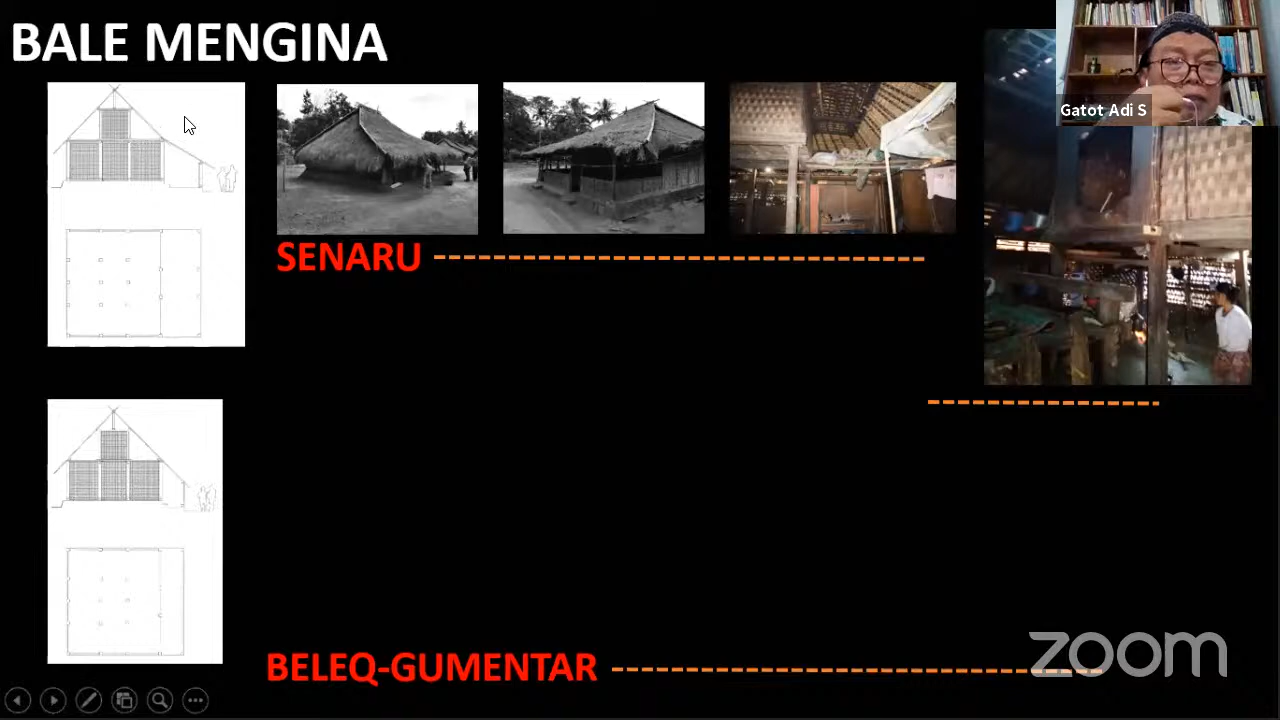 BALE MENGINA
Gatot Adi S
SENARU
BELEQ-GUMENTAR
zoom